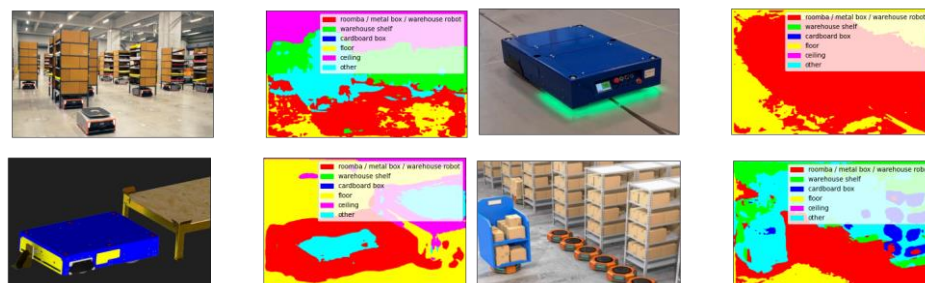 roomba / metal box / warehouse robot
warehouse shelf
cardboard box
floor
ceiling
other
roomba / metal box / warehouse robot
warehouse shelf
cardboard box
floor
ceiling
other
roomba / metal box / warehouse robot
warehouse shelf
cardboard box
floor
ceiling
other
roomba / metal box / warehouse robot
warehouse shelf
cardboard box
floor
ceiling
other